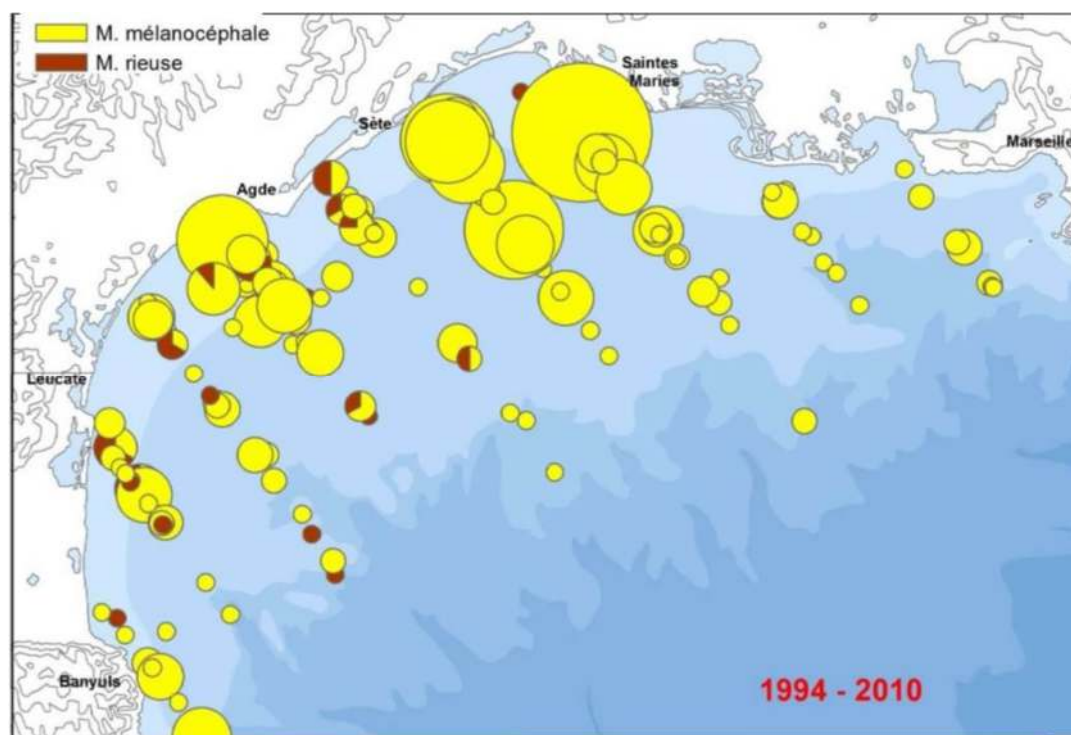 M. mélanocéphale
M. rieuse
Saintes
Maries
Sète
Marseille
Agde
Leucate
Banyuls
1994 - 2010